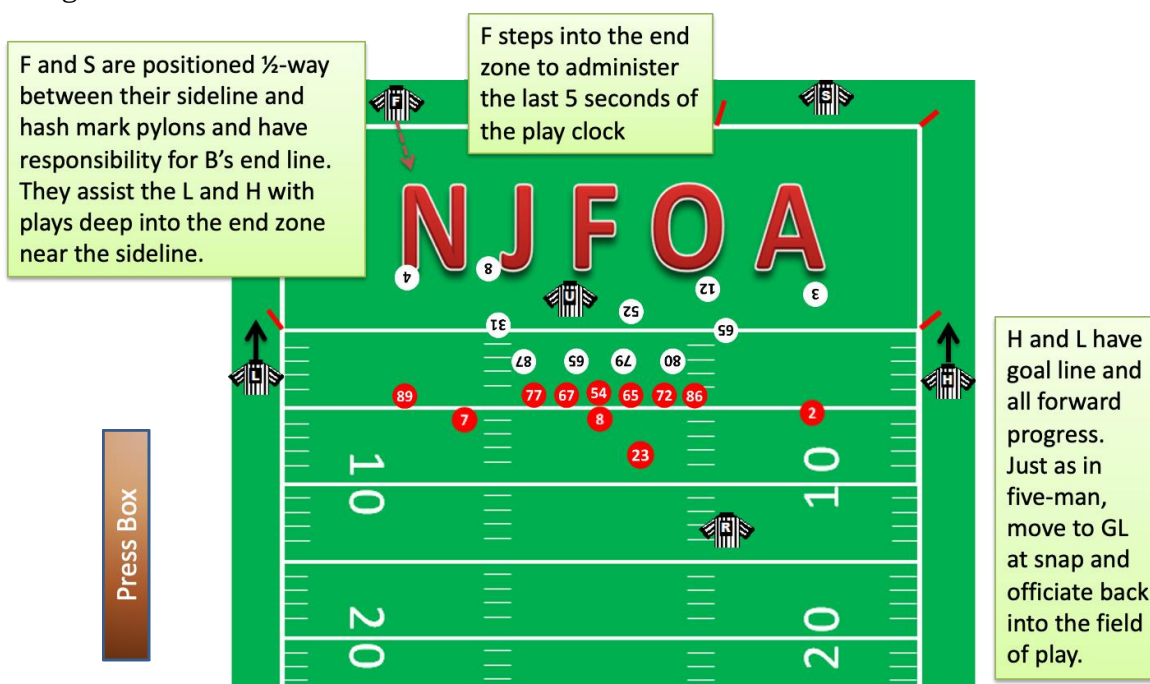 F and S are positioned ½-way
between their sideline and
hash mark pylons and have
responsibility for B’s end line.
They assist the L and H with
plays deep into the end zone
near the sideline.
F steps into the end
zone to administer
the last 5 seconds of
the play clock
F
S
NJFOA
4
8
U
12
3
31
52
65
87
65
79
80
L
H
89
77
67
54
65
72
86
7
8
2
23
10
10
R
20
20
Press Box
H and L have
goal line and
all forward
progress.
Just as in
five-man,
move to GL
at snap and
officiate back
into the field
of play.